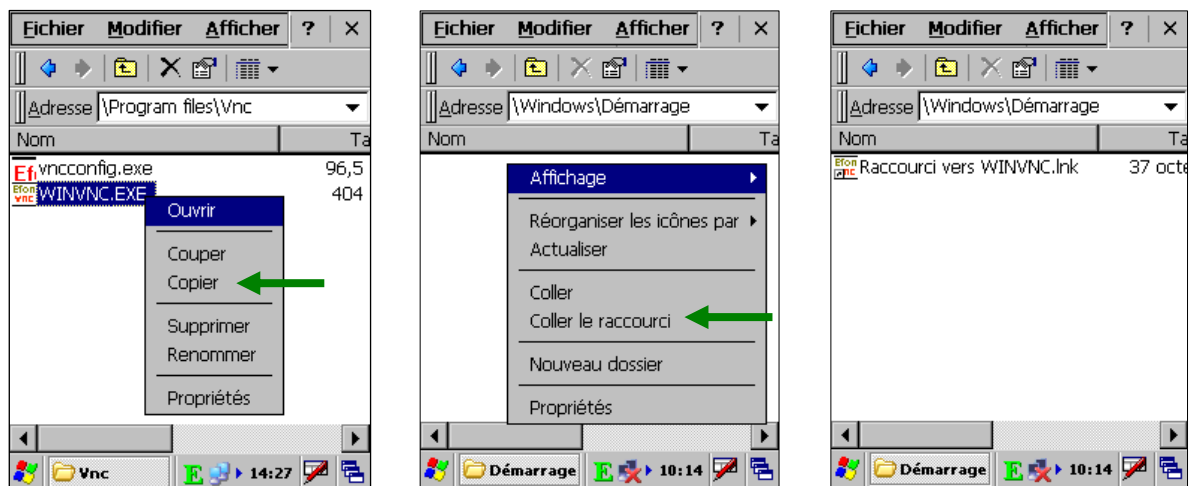 Fichier Modifier Afficher ? ×
Adresse \Program files\Vnc
Nom Ta
vncconfig.exe 96,5
WINVNC.EXE 404
Ouvrir
Couper
Copier
Supprimer
Renommer
Propriétés
Vnc 14:27
Fichier Modifier Afficher ? ×
Adresse \Windows\Démarrage
Nom Ta
Affichage
Réorganiser les icônes par
Actualiser
Coller
Coller le raccourci
Nouveau dossier
Propriétés
Démarrage E 10:14
Fichier Modifier Afficher ? ×
Adresse \Windows\Démarrage
Nom Ta
Efon vnc Raccourci vers WINVNC.lnk 37 octe
Démarrage E 10:14